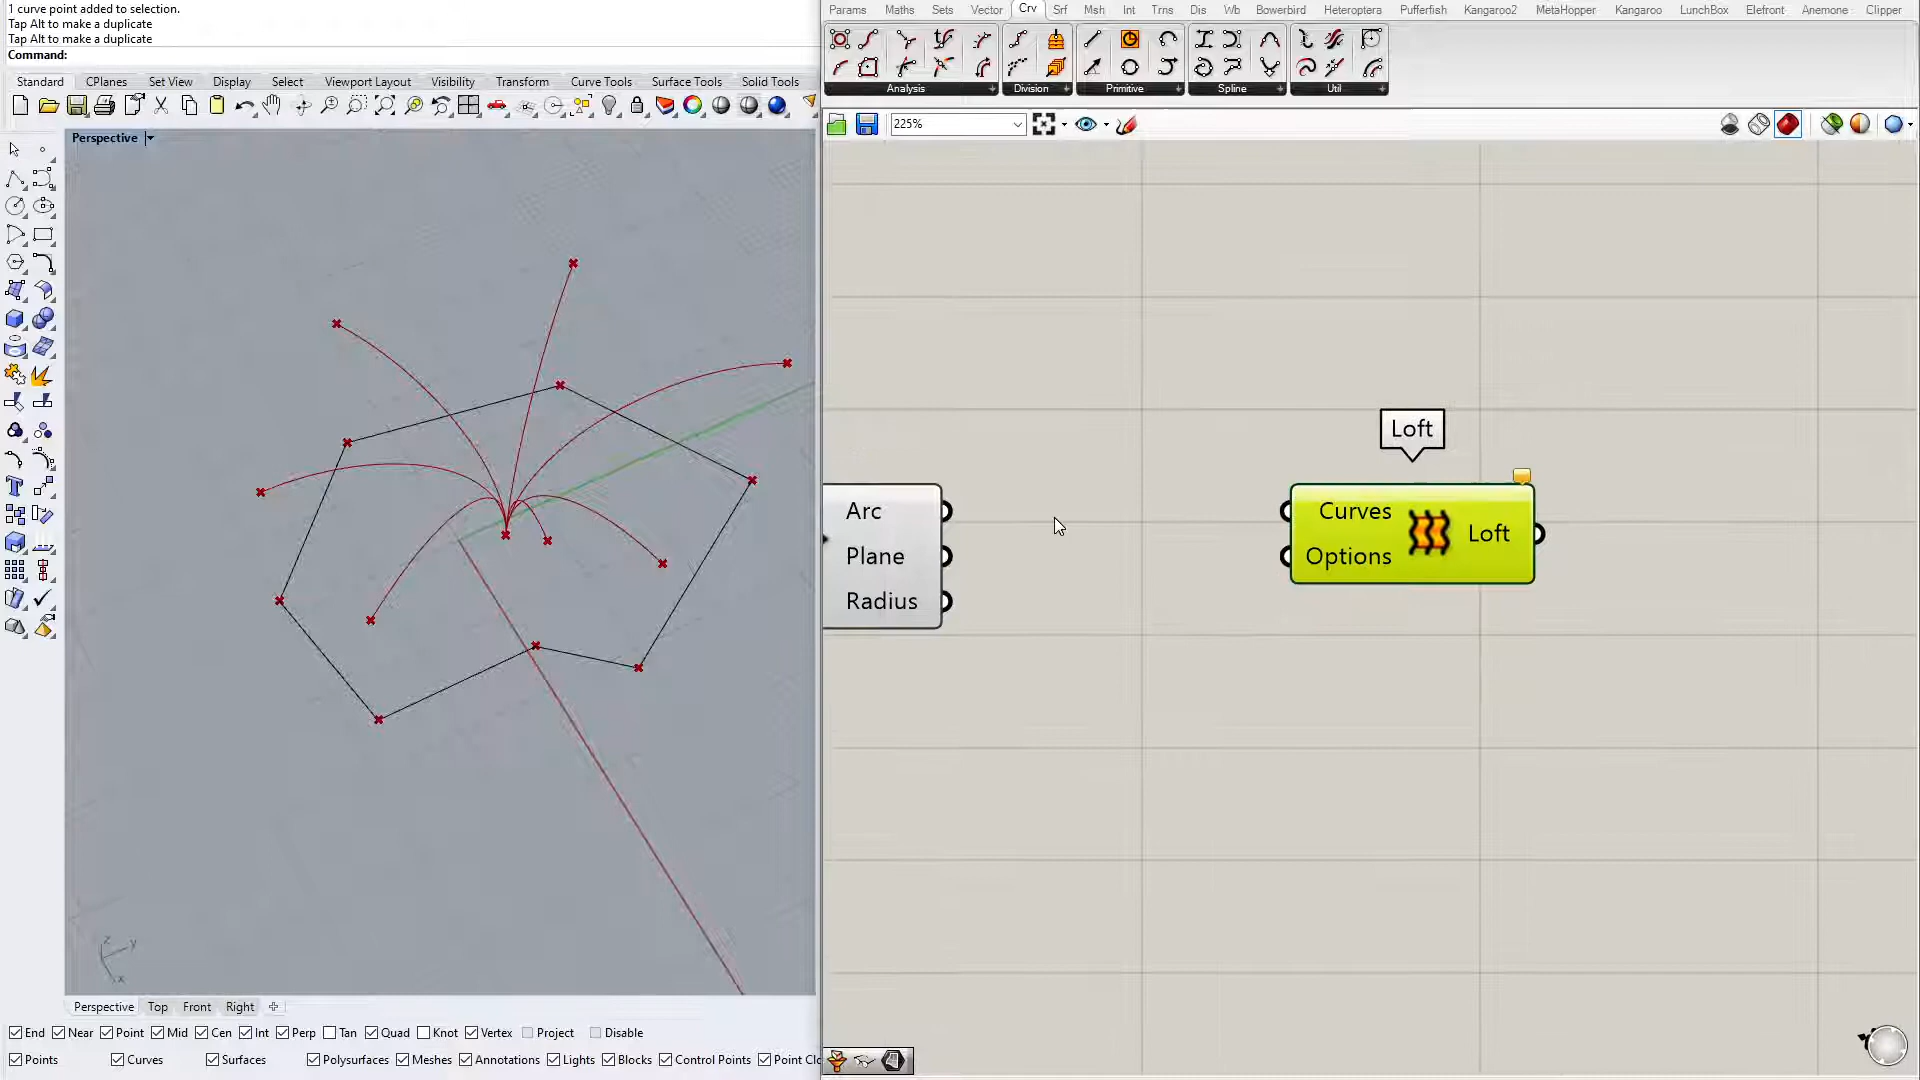 1 curve point added to selection.
Tap Alt to make a duplicate
Tap Alt to make a duplicate
Command:
Standard CPlanes Set View Display Select Viewport Layout Visibility Transform Curve Tools Surface Tools Solid Tools
Perspective
z
y
x
Perspective Top Front Right
End Near Point Mid Cen Int Perp Tan Quad Knot Vertex Project Disable
Points Curves Surfaces Polysurfaces Meshes Annotations Lights Blocks Control Points Point Clo
Params Maths Sets Vector Crv Srf Msh Int Trns Dis Wb Bowerbird Heteroptera Pufferfish Kangaroo2 MetaHopper Kangaroo LunchBox Elefront Anemone Clipper
Analysis Division Primitive Spline Util
225%
Arc
Plane
Radius
Loft
Curves
Options
Loft